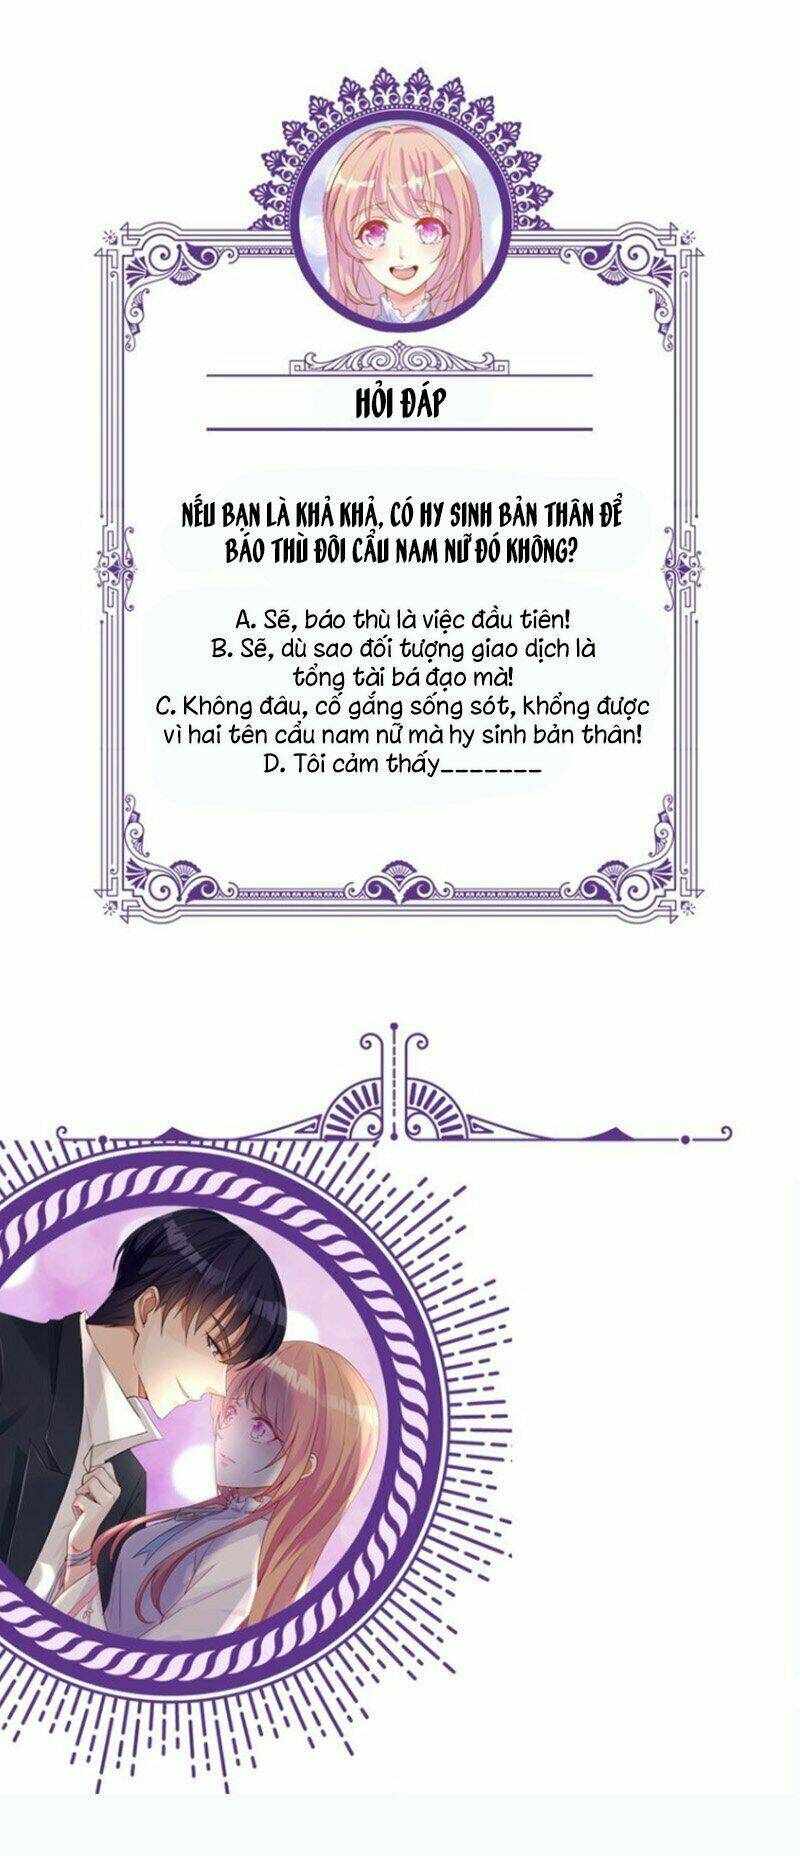 HỎI ĐÁP
NẾU BẠN LÀ KHẢ KHẢ, CÓ HY SINH BẢN THÂN ĐỂ
BÁO THÙ ĐÔI CẨU NAM NỮ ĐÓ KHÔNG?
A. Sẽ, báo thù là việc đầu tiên!
B. Sẽ, dù sao đối tượng giao dịch là
tổng tài bá đạo mà!
C. Không đâu, cố gắng sống sót, khổng được
vì hai tên cẩu nam nữ mà hy sinh bản thân!
D. Tôi cảm thấy_______